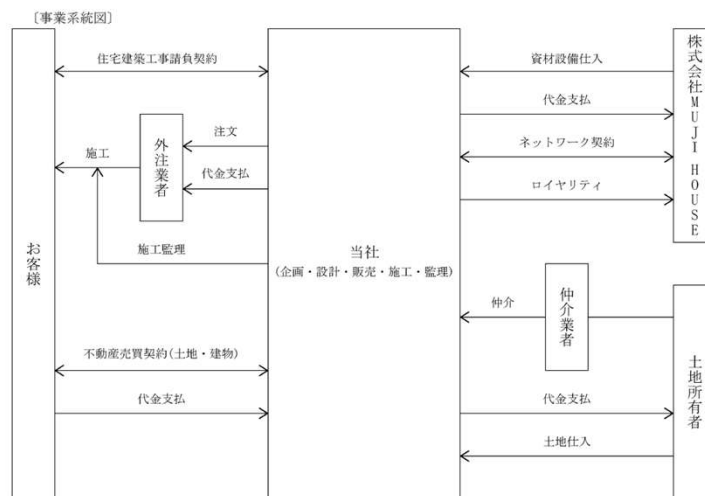 〔事業系統図〕
住宅建築工事請負契約
資材設備仕入
代金支払
注文
外注業者
施工
ネットワーク契約
代金支払
ロイヤリティ
株式会社MUJI HOUSE
施工監理
お客様
当社
(企画・設計・販売・施工・監理)
仲介
仲介業者
不動産売買契約(土地・建物)
代金支払
代金支払
土地仕入
土地所有者